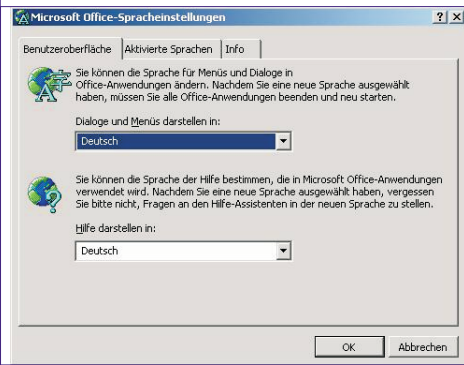 Microsoft Office-Spracheinstellungen
Benutzeroberfläche Aktivierte Sprachen Info
Sie können die Sprache für Menüs und Dialoge in
Office-Anwendungen ändern. Nachdem Sie eine neue Sprache ausgewählt
haben, müssen Sie alle Office-Anwendungen beenden und neu starten.
Dialoge und Menüs darstellen in:
Deutsch
Sie können die Sprache der Hilfe bestimmen, die in Microsoft Office-Anwendungen
verwendet wird. Nachdem Sie eine neue Sprache ausgewählt haben, vergessen
Sie bitte nicht, Fragen an den Hilfe-Assistenten in der neuen Sprache zu stellen.
Hilfe darstellen in:
Deutsch
OK Abbrechen